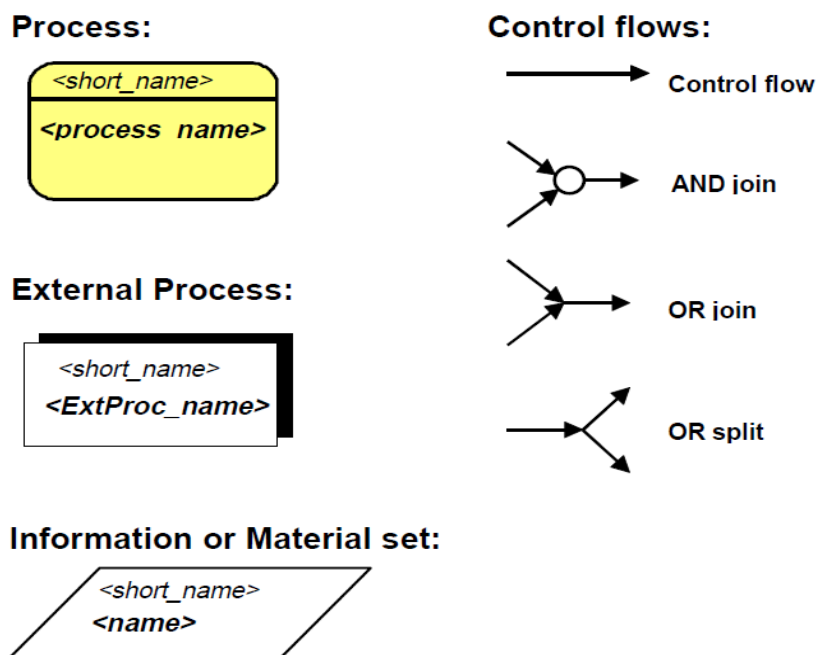 Process:
<short_name>
<process name>
External Process:
<short_name>
<ExtProc_name>
Information or Material set:
<short_name>
<name>
Control flows:
Control flow
AND join
OR join
OR split